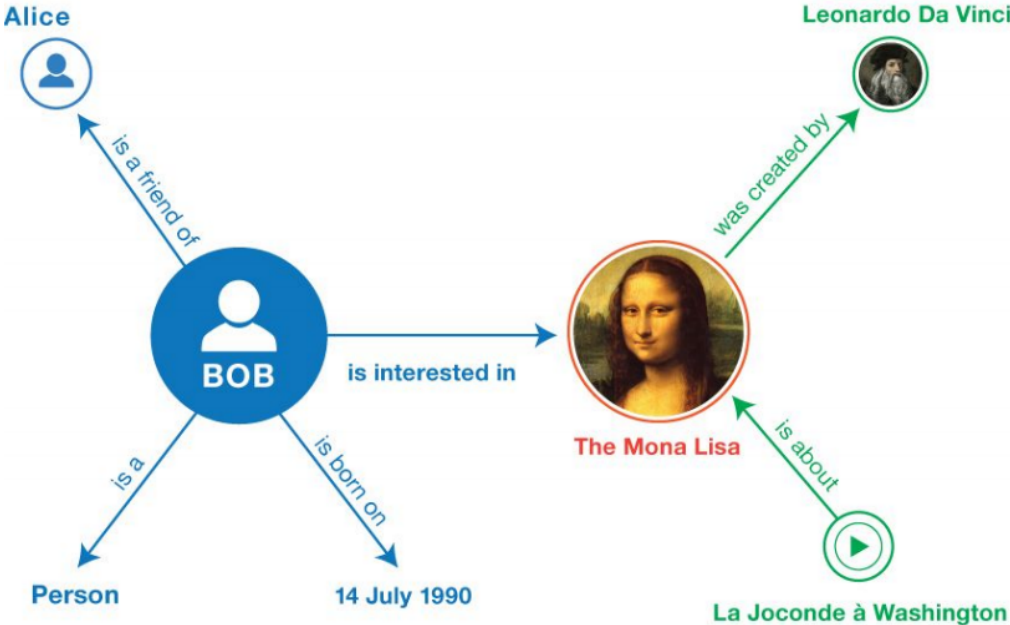 Alice
Leonardo Da Vinci
is a friend of
was created by
BOB
is interested in
The Mona Lisa
is a
is born on
is about
Person
14 July 1990
La Joconde à Washington